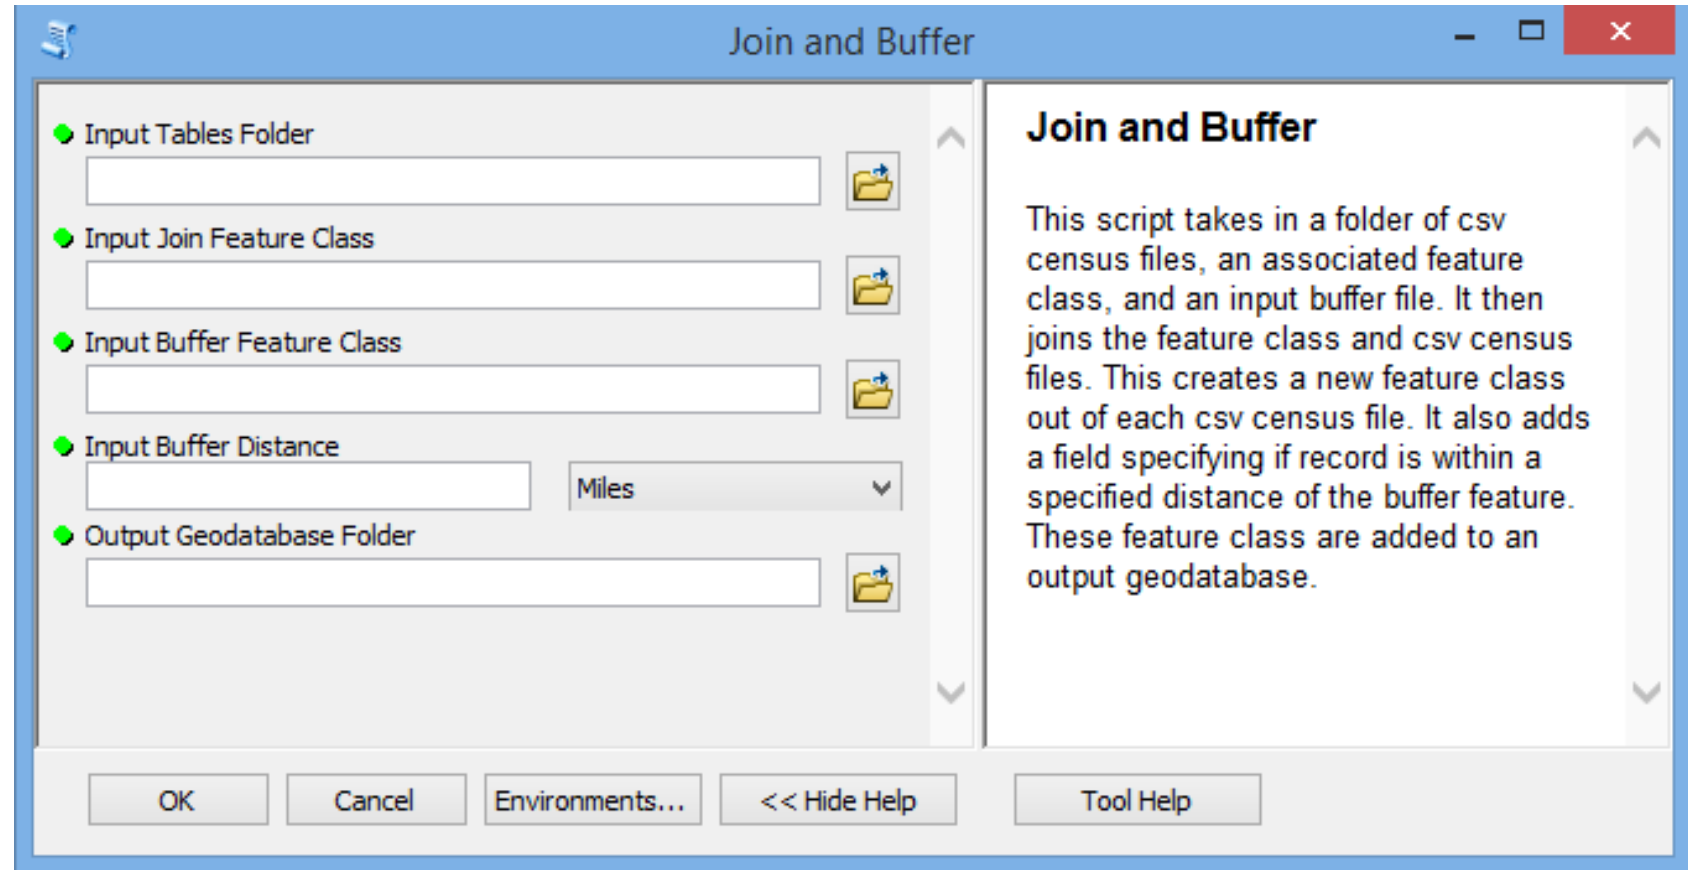 Join and Buffer
Input Tables Folder
Input Join Feature Class
Input Buffer Feature Class
Input Buffer Distance
Miles
Output Geodatabase Folder
Join and Buffer
This script takes in a folder of csv
census files, an associated feature
class, and an input buffer file. It then
joins the feature class and csv census
files. This creates a new feature class
out of each csv census file. It also adds
a field specifying if record is within a
specified distance of the buffer feature.
These feature class are added to an
output geodatabase.
OK
Cancel
Environments...
<< Hide Help
Tool Help